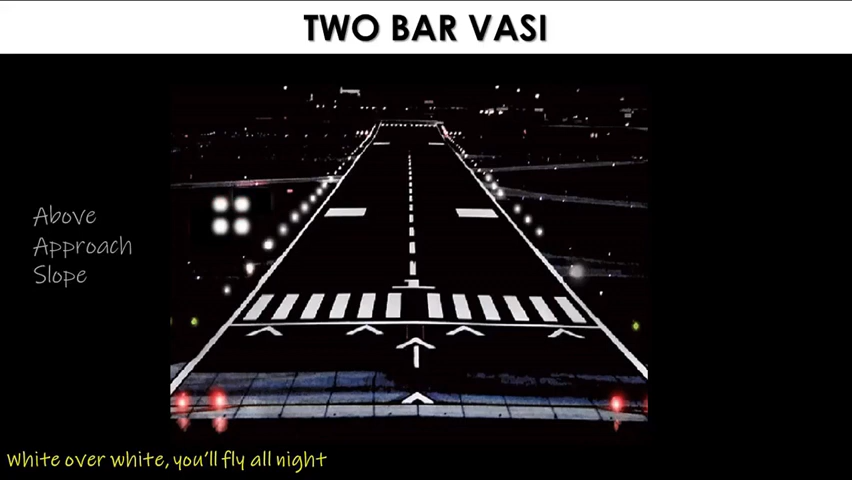 TWO BAR VASI
Above
Approach
Slope
White over white, you'll fly all night